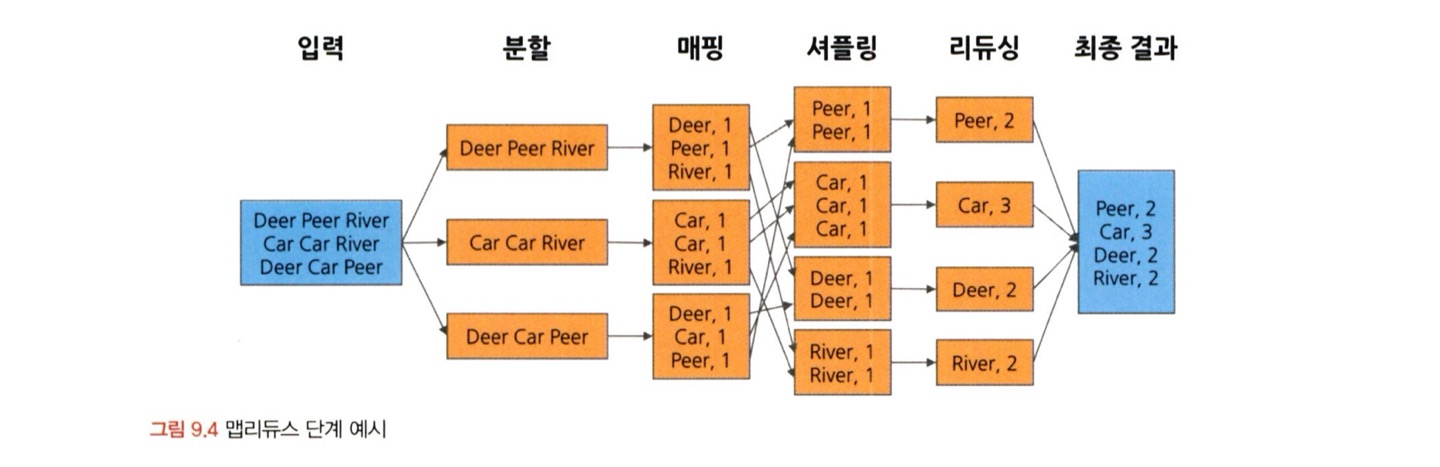 입력
분할
매핑
셔플링
리듀싱
최종 결과
Deer Peer River
Car Car River
Deer Car Peer
Deer Peer River
Car Car River
Deer Car Peer
Deer, 1
Peer, 1
River, 1
Car, 1
Car, 1
River, 1
Deer, 1
Car, 1
Peer, 1
Peer, 1
Peer, 1
Car, 1
Car, 1
Car, 1
Deer, 1
Deer, 1
River, 1
River, 1
Peer, 2
Car, 3
Deer, 2
River, 2
Peer, 2
Car, 3
Deer, 2
River, 2
그림 9.4 맵리듀스 단계 예시